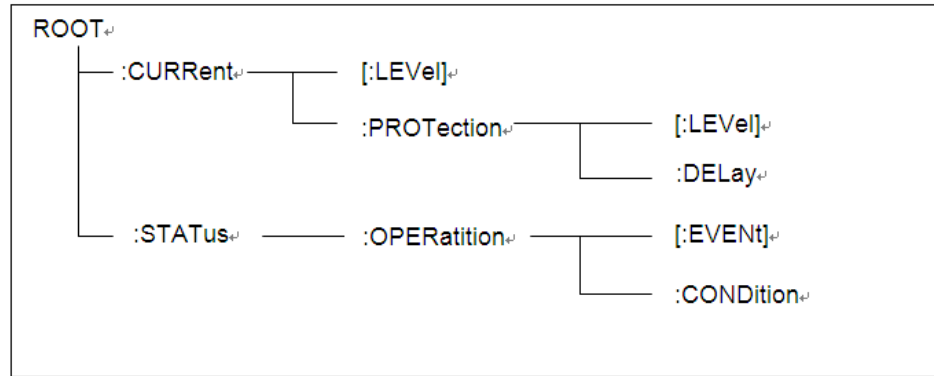 ROOT
:CURRent [:LEVel]
:PROTection [:LEVel]
:DELay
:STATus :OPERatition [:EVENt]
:CONDition